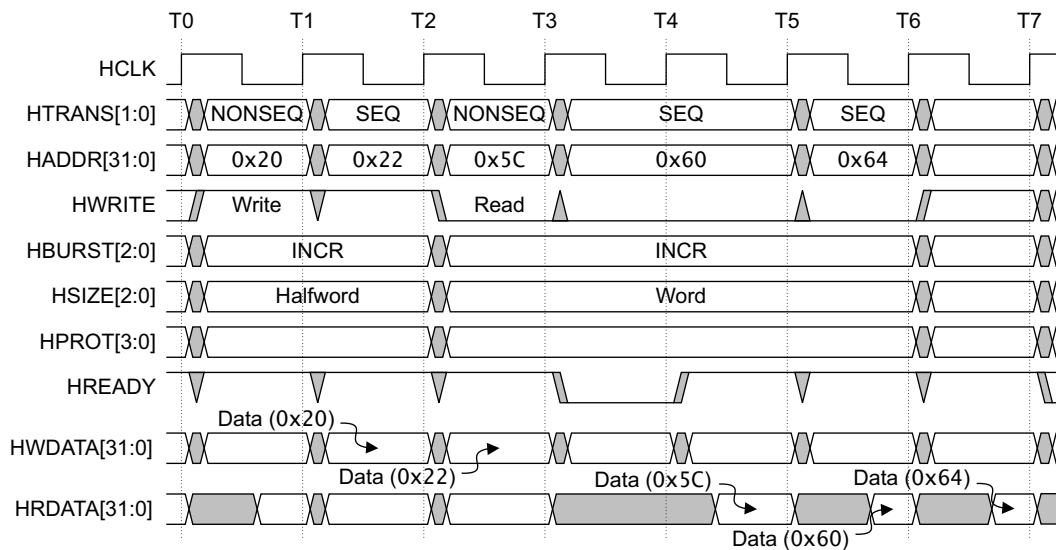 T0 T1 T2 T3 T4 T5 T6 T7
HCLK
HTRANS[1:0] NONSEQ SEQ NONSEQ SEQ SEQ
HADDR[31:0] 0x20 0x22 0x5C 0x60 0x64
HWRITE Write Read
HBURST[2:0] INCR INCR
HSIZE[2:0] Halfword Word
HPROT[3:0]
HREADY
Data (0x20)
HWDATA[31:0]
Data (0x22) Data (0x5C) Data (0x64)
HRDATA[31:0]
Data (0x60)